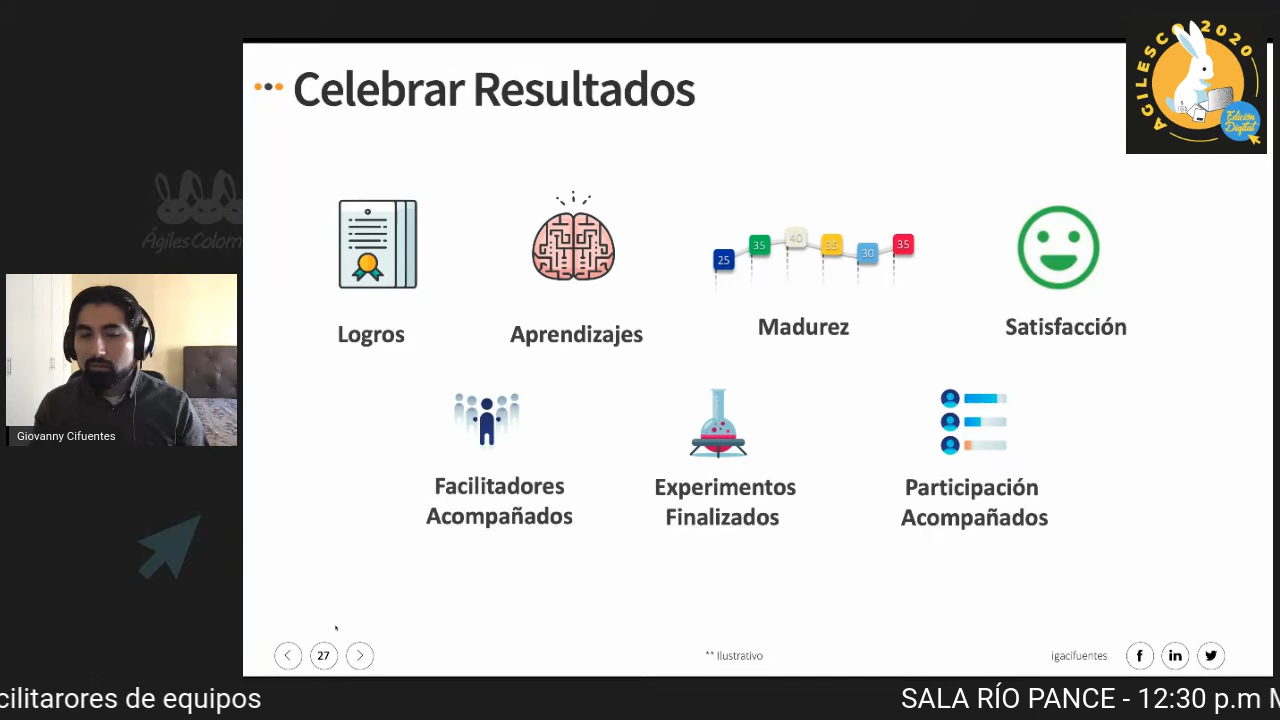 Celebrar Resultados
AGILESCO 2020
Edición
Digital
ÁgilesColom
25
35
40
35
30
35
Logros
Aprendizajes
Madurez
Satisfacción
Giovanny Cifuentes
Facilitadores
Acompañados
Experimentos
Finalizados
Participación
Acompañados
27
** Ilustrativo
igacifuentes
cilitarores de equipos
SALA RÍO PANCE - 12:30 p.m M